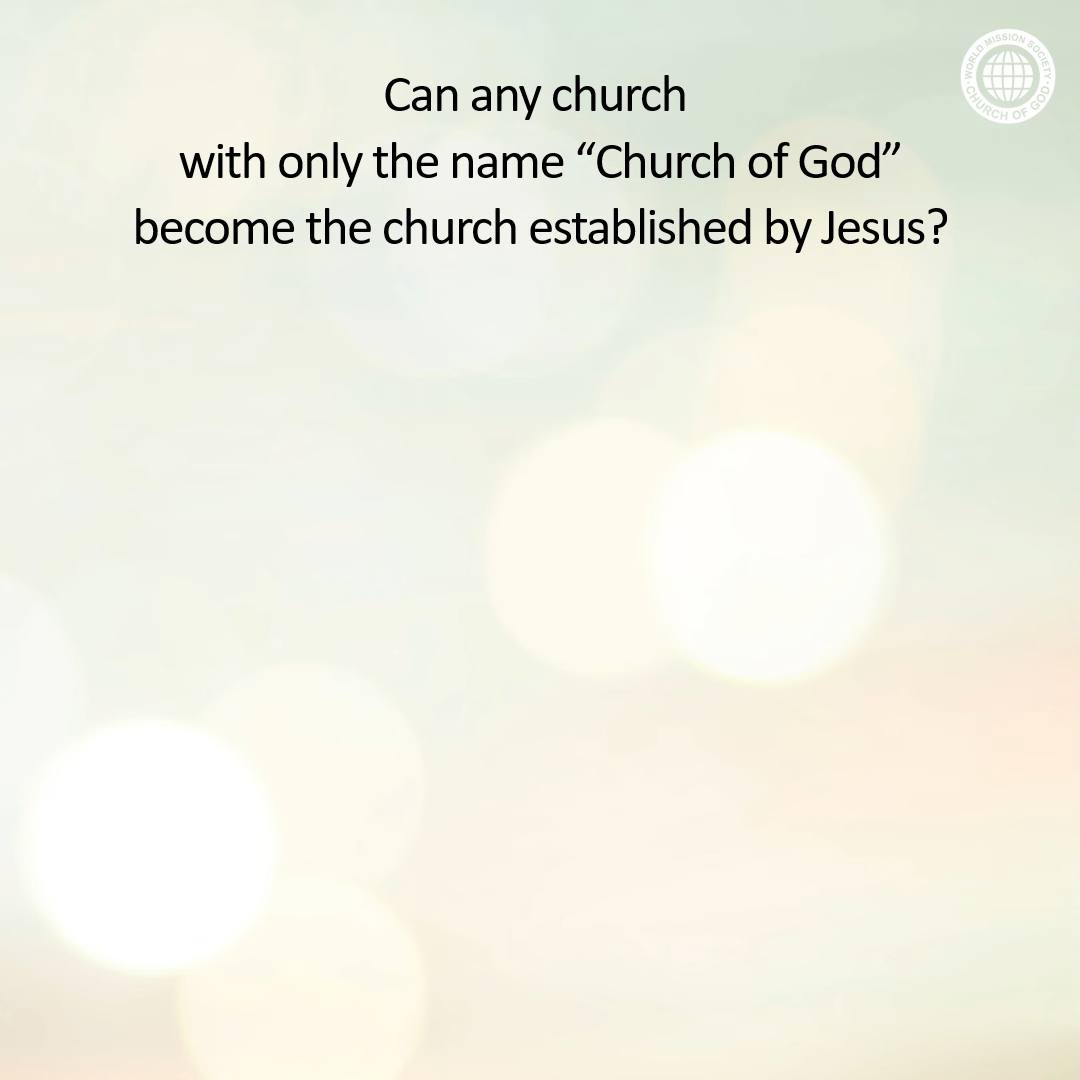 Can any church
with only the name “Church of God”
become the church established by Jesus?
WORLD MISSION SOCIETY
CHURCH OF GOD